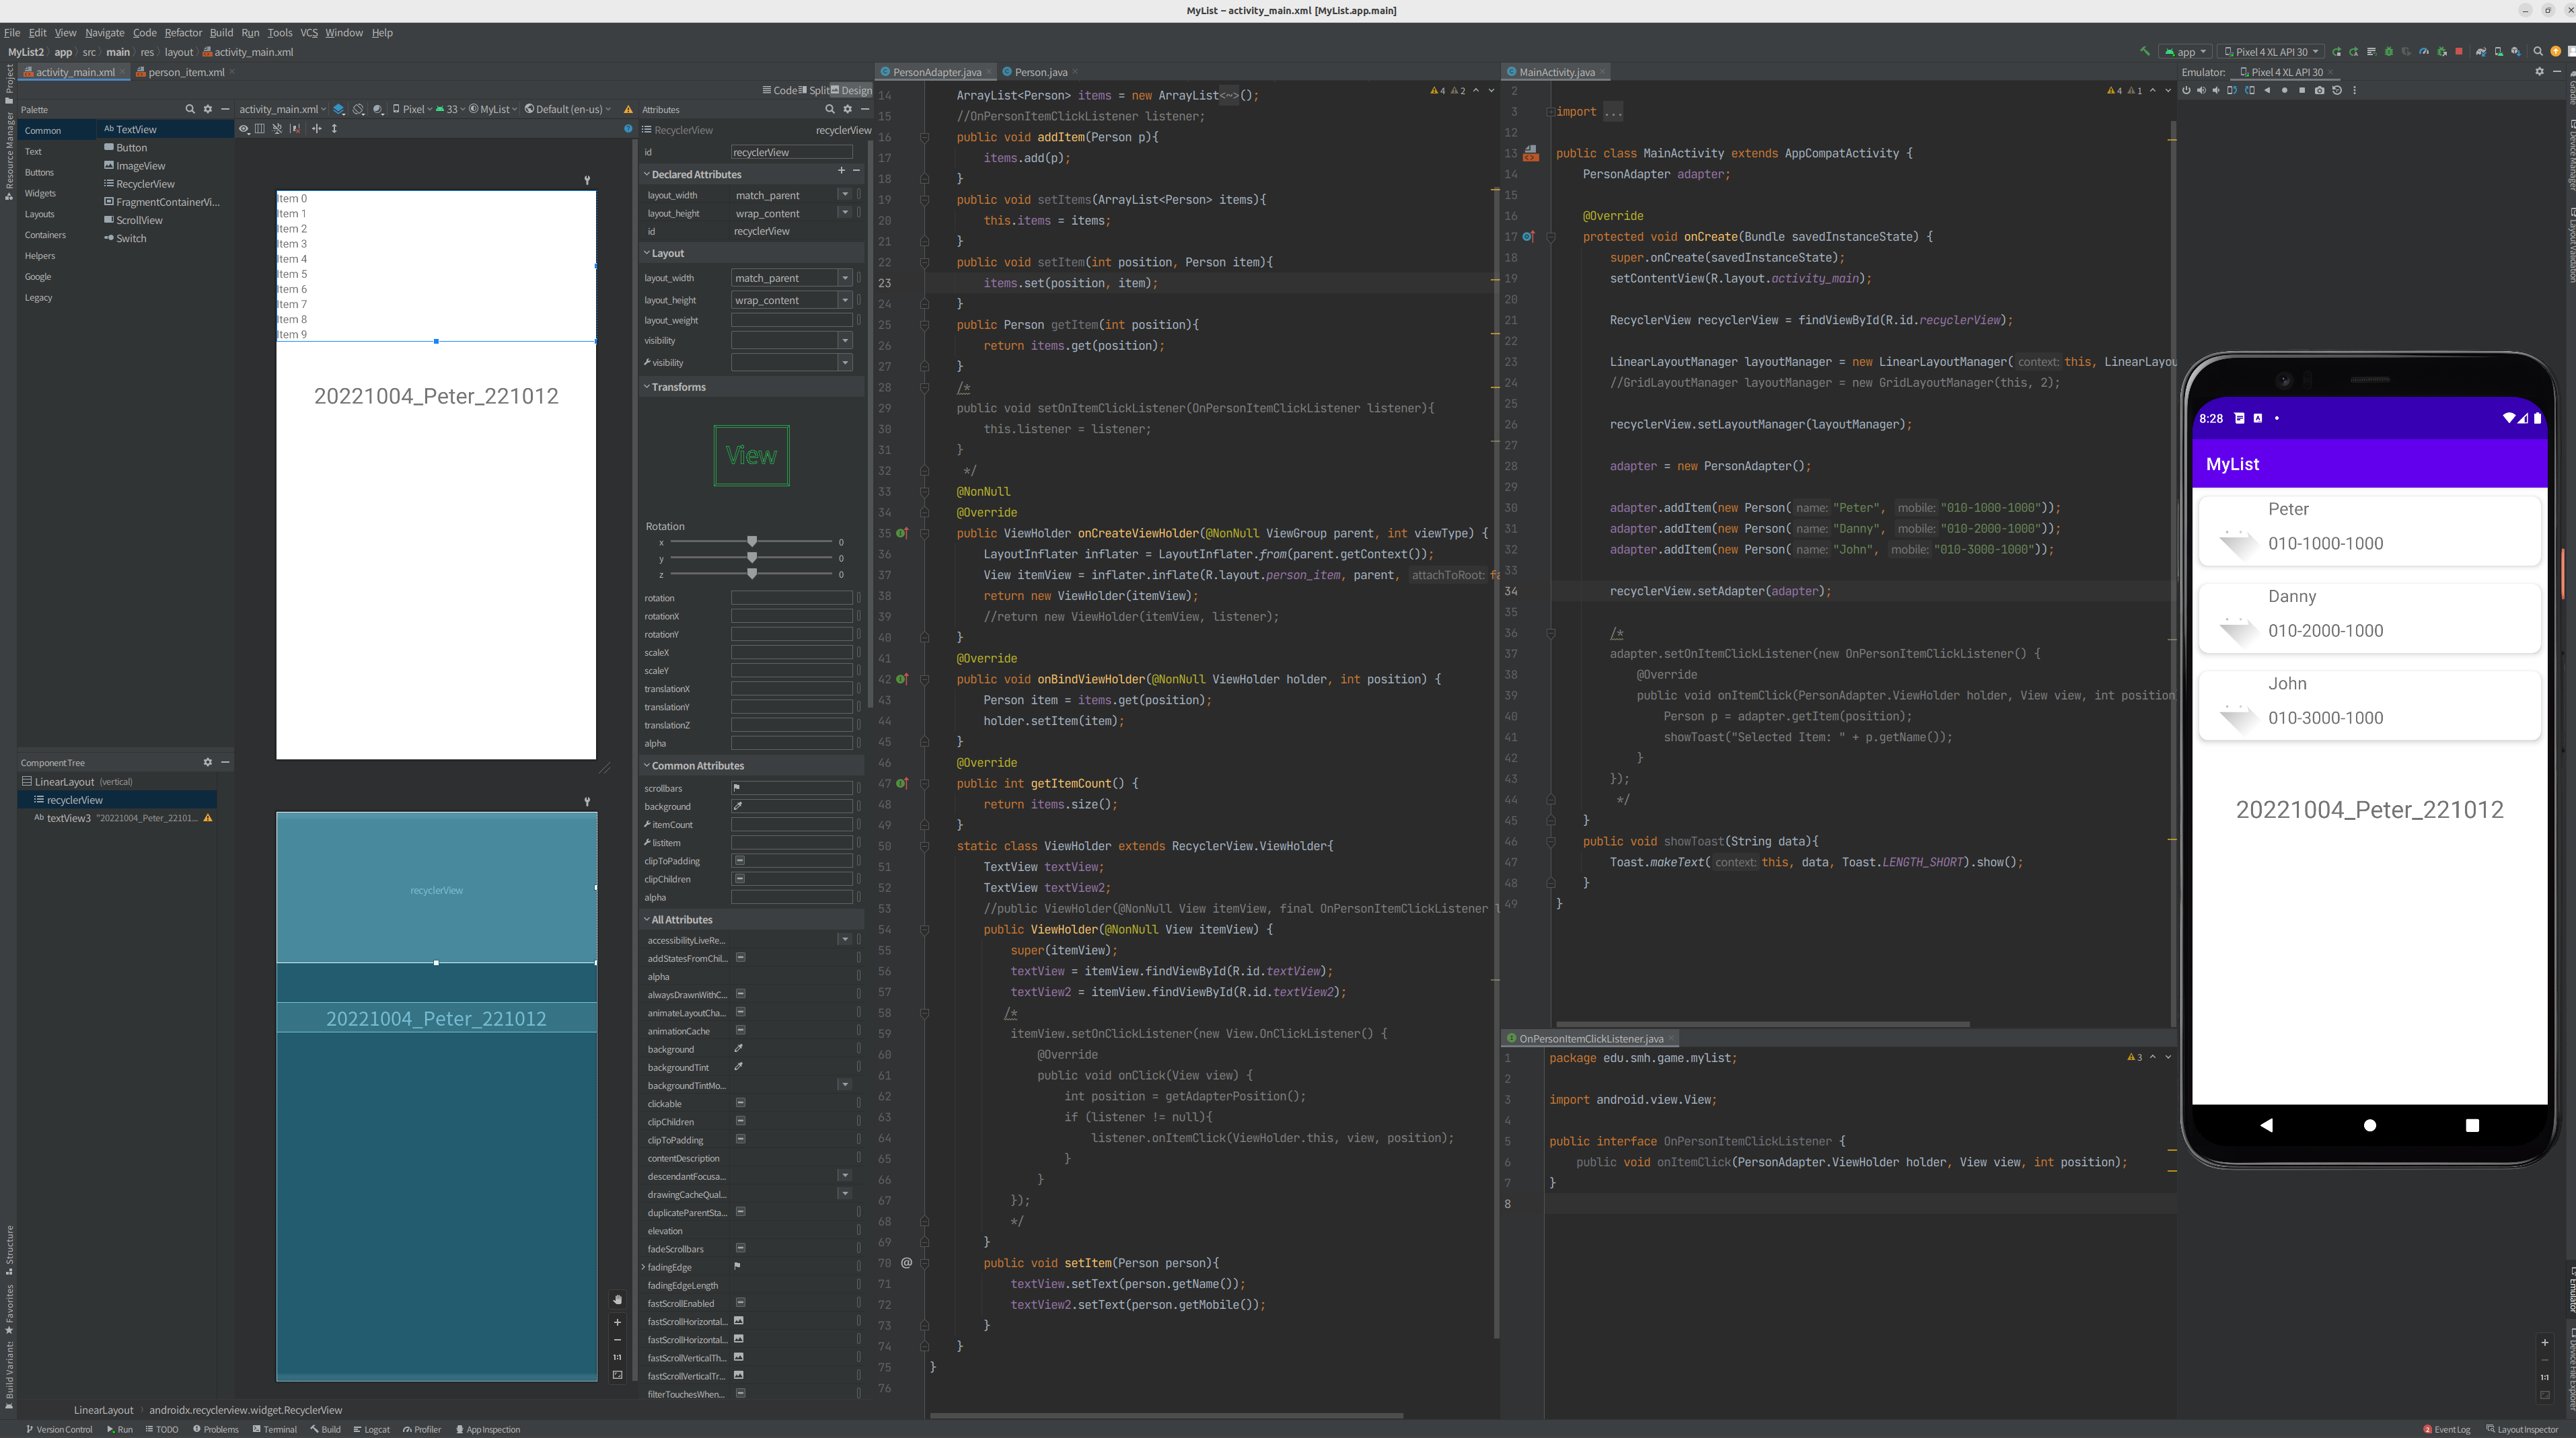 MyList – activity_main.xml [MyList.app.main]
File Edit View Navigate Code Refactor Build Run Tools VCS Window Help
MyList2 app src main res layout activity_main.xml
app Pixel 4 XL API 30
activity_main.xml person_item.xml
Code Split Design
Palette
Common
Text
Buttons
Widgets
Layouts
Containers
Helpers
Google
Legacy
Ab TextView
Button
ImageView
RecyclerView
FragmentContainerVi...
ScrollView
Switch
activity_main.xml Pixel 33 MyList Default (en-us)
Item 0
Item 1
Item 2
Item 3
Item 4
Item 5
Item 6
Item 7
Item 8
Item 9
20221004_Peter_221012
recyclerView
20221004_Peter_221012
1:1
Component Tree
LinearLayout (vertical)
recyclerView
Ab textView3 "20221004_Peter_22101...
Attributes
RecyclerView recyclerView
id recyclerView
Declared Attributes
layout_width match_parent
layout_height wrap_content
id recyclerView
Layout
layout_width match_parent
layout_height wrap_content
layout_weight
visibility
visibility
Transforms
View
Rotation
x 0
y 0
z 0
rotation
rotationX
rotationY
scaleX
scaleY
translationX
translationY
translationZ
alpha
Common Attributes
scrollbars
background
itemCount
listitem
clipToPadding
clipChildren
alpha
All Attributes
accessibilityLiveRe...
addStatesFromChil...
alpha
alwaysDrawnWithC...
animateLayoutCha...
animationCache
background
backgroundTint
backgroundTintMo...
clickable
clipChildren
clipToPadding
contentDescription
descendantFocusa...
drawingCacheQual...
duplicateParentSta...
elevation
fadeScrollbars
fadingEdge
fadingEdgeLength
fastScrollEnabled
fastScrollHorizontal...
fastScrollHorizontal...
fastScrollVerticalTh...
fastScrollVerticalTr...
filterTouchesWhen...
PersonAdapter.java Person.java
4 2
14 ArrayList<Person> items = new ArrayList<~>();
15 //OnPersonItemClickListener listener;
16 public void addItem(Person p){
17 items.add(p);
18 }
19 public void setItems(ArrayList<Person> items){
20 this.items = items;
21 }
22 public void setItem(int position, Person item){
23 items.set(position, item);
24 }
25 public Person getItem(int position){
26 return items.get(position);
27 }
28 /*
29 public void setOnItemClickListener(OnPersonItemClickListener listener){
30 this.listener = listener;
31 }
32 */
33 @NonNull
34 @Override
35 public ViewHolder onCreateViewHolder(@NonNull ViewGroup parent, int viewType) {
36 LayoutInflater inflater = LayoutInflater.from(parent.getContext());
37 View itemView = inflater.inflate(R.layout.person_item, parent, attachToRoot: fa
38 return new ViewHolder(itemView);
39 //return new ViewHolder(itemView, listener);
40 }
41 @Override
42 public void onBindViewHolder(@NonNull ViewHolder holder, int position) {
43 Person item = items.get(position);
44 holder.setItem(item);
45 }
46 @Override
47 public int getItemCount() {
48 return items.size();
49 }
50 static class ViewHolder extends RecyclerView.ViewHolder{
51 TextView textView;
52 TextView textView2;
53 //public ViewHolder(@NonNull View itemView, final OnPersonItemClickListener l
54 public ViewHolder(@NonNull View itemView) {
55 super(itemView);
56 textView = itemView.findViewById(R.id.textView);
57 textView2 = itemView.findViewById(R.id.textView2);
58 /*
59 itemView.setOnClickListener(new View.OnClickListener() {
60 @Override
61 public void onClick(View view) {
62 int position = getAdapterPosition();
63 if (listener != null){
64 listener.onItemClick(ViewHolder.this, view, position);
65 }
66 }
67 });
68 */
69 }
70 @ public void setItem(Person person){
71 textView.setText(person.getName());
72 textView2.setText(person.getMobile());
73 }
74 }
75 }
76
MainActivity.java
4 1
2
3 import ...
12
13 public class MainActivity extends AppCompatActivity {
14 PersonAdapter adapter;
15
16 @Override
17 protected void onCreate(Bundle savedInstanceState) {
18 super.onCreate(savedInstanceState);
19 setContentView(R.layout.activity_main);
20
21 RecyclerView recyclerView = findViewById(R.id.recyclerView);
22
23 LinearLayoutManager layoutManager = new LinearLayoutManager( context: this, LinearLayou
24 //GridLayoutManager layoutManager = new GridLayoutManager(this, 2);
25
26 recyclerView.setLayoutManager(layoutManager);
27
28 adapter = new PersonAdapter();
29
30 adapter.addItem(new Person( name: "Peter", mobile: "010-1000-1000"));
31 adapter.addItem(new Person( name: "Danny", mobile: "010-2000-1000"));
32 adapter.addItem(new Person( name: "John", mobile: "010-3000-1000"));
33
34 recyclerView.setAdapter(adapter);
35
36 /*
37 adapter.setOnItemClickListener(new OnPersonItemClickListener() {
38 @Override
39 public void onItemClick(PersonAdapter.ViewHolder holder, View view, int position
40 Person p = adapter.getItem(position);
41 showToast("Selected Item: " + p.getName());
42 }
43 });
44 */
45 }
46 public void showToast(String data){
47 Toast.makeText( context: this, data, Toast.LENGTH_SHORT).show();
48 }
49 }
OnPersonItemClickListener.java
3
1 package edu.smh.game.mylist;
2
3 import android.view.View;
4
5 public interface OnPersonItemClickListener {
6 public void onItemClick(PersonAdapter.ViewHolder holder, View view, int position);
7 }
8
Emulator: Pixel 4 XL API 30
8:28
MyList
Peter
010-1000-1000
Danny
010-2000-1000
John
010-3000-1000
20221004_Peter_221012
1:1
Project
Resource Manager
Structure
Favorites
Build Variants
Gradle
Device Manager
Layout Validation
Emulator
Device File Explorer
LinearLayout androidx.recyclerview.widget.RecyclerView
Version Control Run TODO Problems Terminal Build Logcat Profiler App Inspection
2 Event Log Layout Inspector